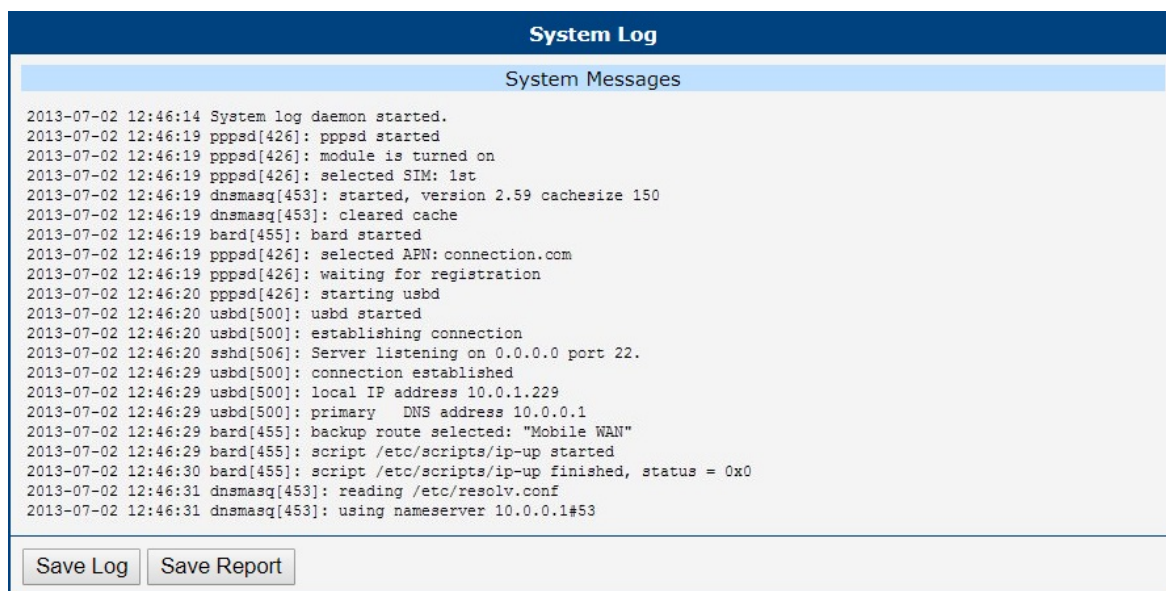 System Log
System Messages
2013-07-02 12:46:14 System log daemon started.
2013-07-02 12:46:19 pppsd[426]: pppsd started
2013-07-02 12:46:19 pppsd[426]: module is turned on
2013-07-02 12:46:19 pppsd[426]: selected SIM: 1st
2013-07-02 12:46:19 dnsmasq[453]: started, version 2.59 cachesize 150
2013-07-02 12:46:19 dnsmasq[453]: cleared cache
2013-07-02 12:46:19 bard[455]: bard started
2013-07-02 12:46:19 pppsd[426]: selected APN: connection.com
2013-07-02 12:46:19 pppsd[426]: waiting for registration
2013-07-02 12:46:20 pppsd[426]: starting usbd
2013-07-02 12:46:20 usbd[500]: usbd started
2013-07-02 12:46:20 usbd[500]: establishing connection
2013-07-02 12:46:20 sshd[506]: Server listening on 0.0.0.0 port 22.
2013-07-02 12:46:29 usbd[500]: connection established
2013-07-02 12:46:29 usbd[500]: local IP address 10.0.1.229
2013-07-02 12:46:29 usbd[500]: primary   DNS address 10.0.0.1
2013-07-02 12:46:29 bard[455]: backup route selected: "Mobile WAN"
2013-07-02 12:46:29 bard[455]: script /etc/scripts/ip-up started
2013-07-02 12:46:30 bard[455]: script /etc/scripts/ip-up finished, status = 0x0
2013-07-02 12:46:31 dnsmasq[453]: reading /etc/resolv.conf
2013-07-02 12:46:31 dnsmasq[453]: using nameserver 10.0.0.1#53
Save Log Save Report